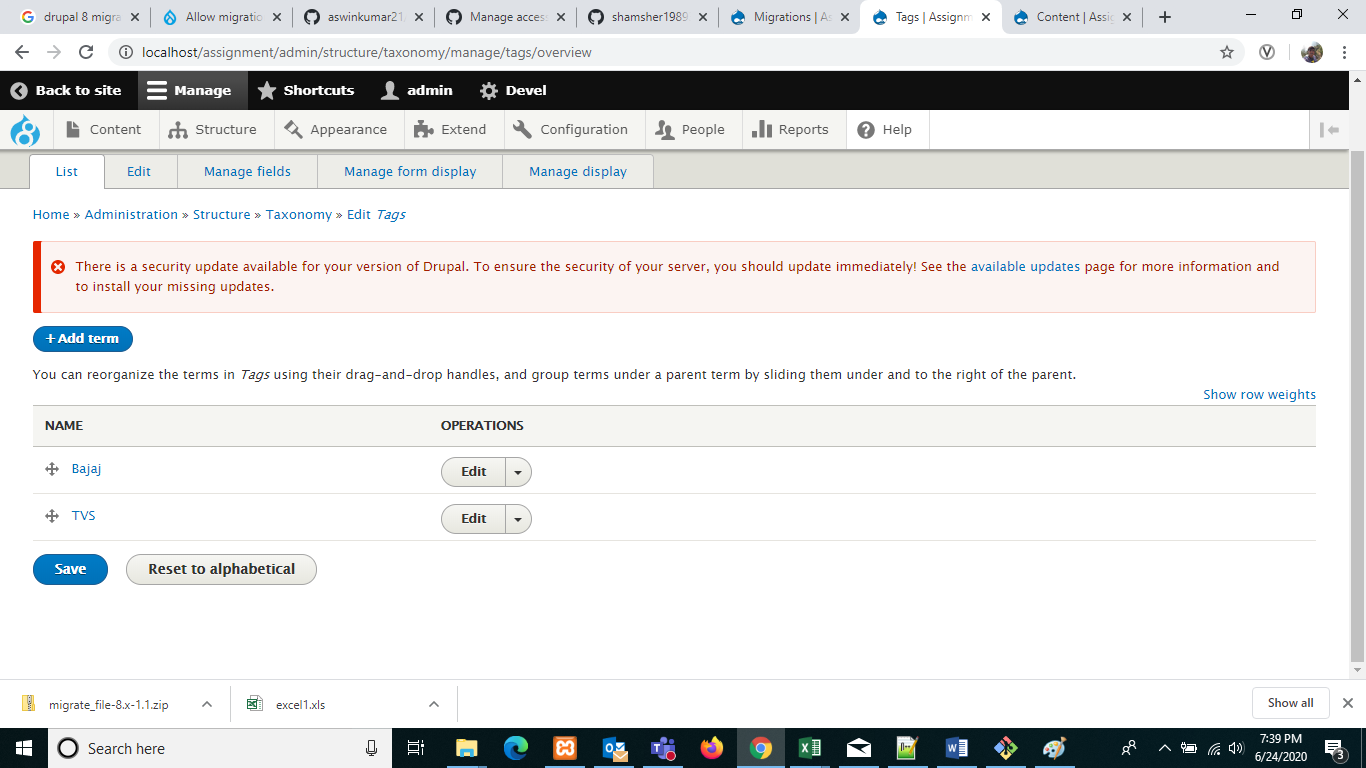 drupal 8 migra
Allow migratio
aswinkumar21
Manage acces
shamsher1989
Migrations | As
Tags | Assignm
Content | Assig
localhost/assignment/admin/structure/taxonomy/manage/tags/overview
Back to site
Manage
Shortcuts
admin
Devel
Content
Structure
Appearance
Extend
Configuration
People
Reports
Help
List
Edit
Manage fields
Manage form display
Manage display
Home » Administration » Structure » Taxonomy » Edit Tags
There is a security update available for your version of Drupal. To ensure the security of your server, you should update immediately! See the available updates page for more information and
to install your missing updates.
+ Add term
You can reorganize the terms in Tags using their drag-and-drop handles, and group terms under a parent term by sliding them under and to the right of the parent.
Show row weights
NAME
OPERATIONS
Bajaj
Edit
TVS
Edit
Save
Reset to alphabetical
migrate_file-8.x-1.1.zip
excel1.xls
Show all
Search here
7:39 PM
6/24/2020
3